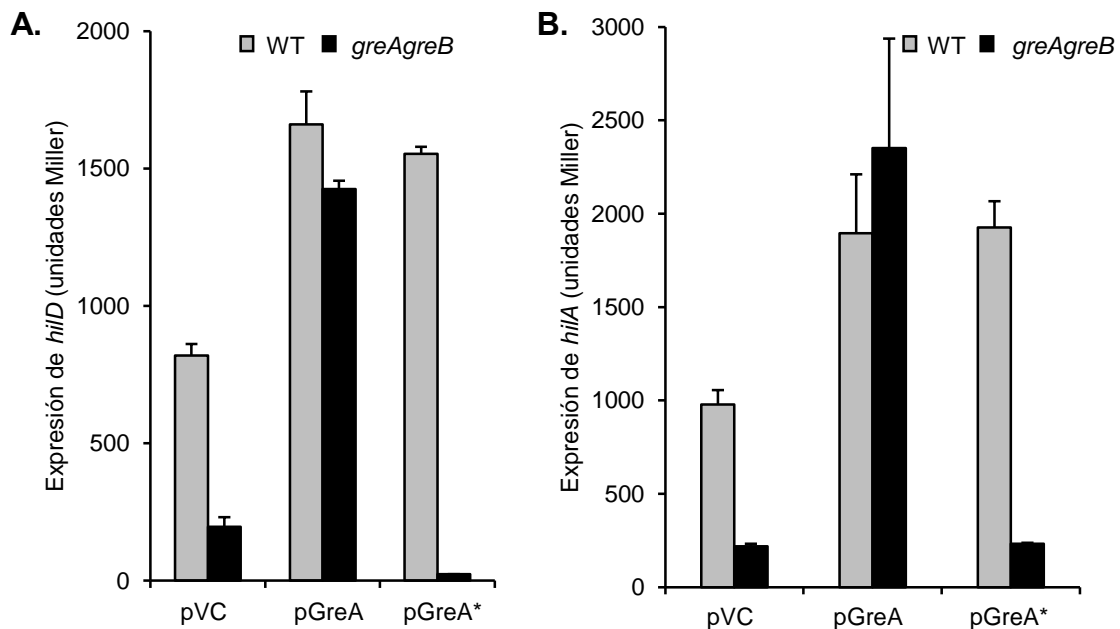 A.
Expresión de hilD (unidades Miller)
2000
1500
1000
500
0
WT greAgreB
pVC pGreA pGreA*
B.
Expresión de hilA (unidades Miller)
3000
2500
2000
1500
1000
500
0
WT greAgreB
pVC pGreA pGreA*